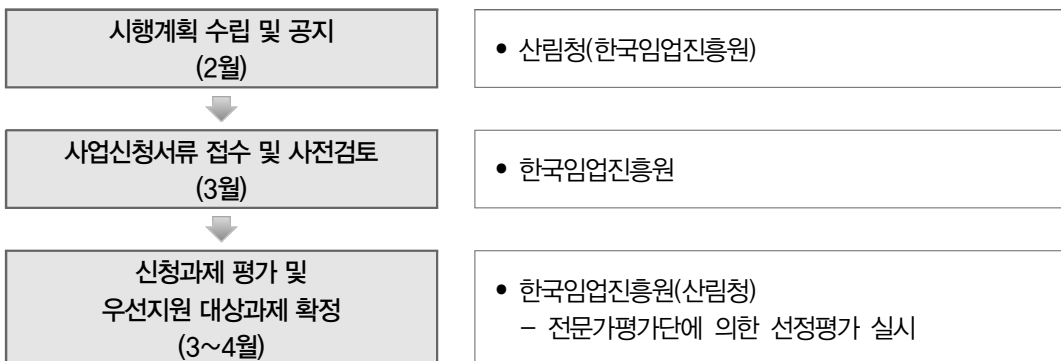 시행계획 수립 및 공지
(2월)
• 산림청(한국임업진흥원)
사업신청서류 접수 및 사전검토
(3월)
• 한국임업진흥원
신청과제 평가 및
우선지원 대상과제 확정
(3~4월)
• 한국임업진흥원(산림청)
– 전문가평가단에 의한 선정평가 실시